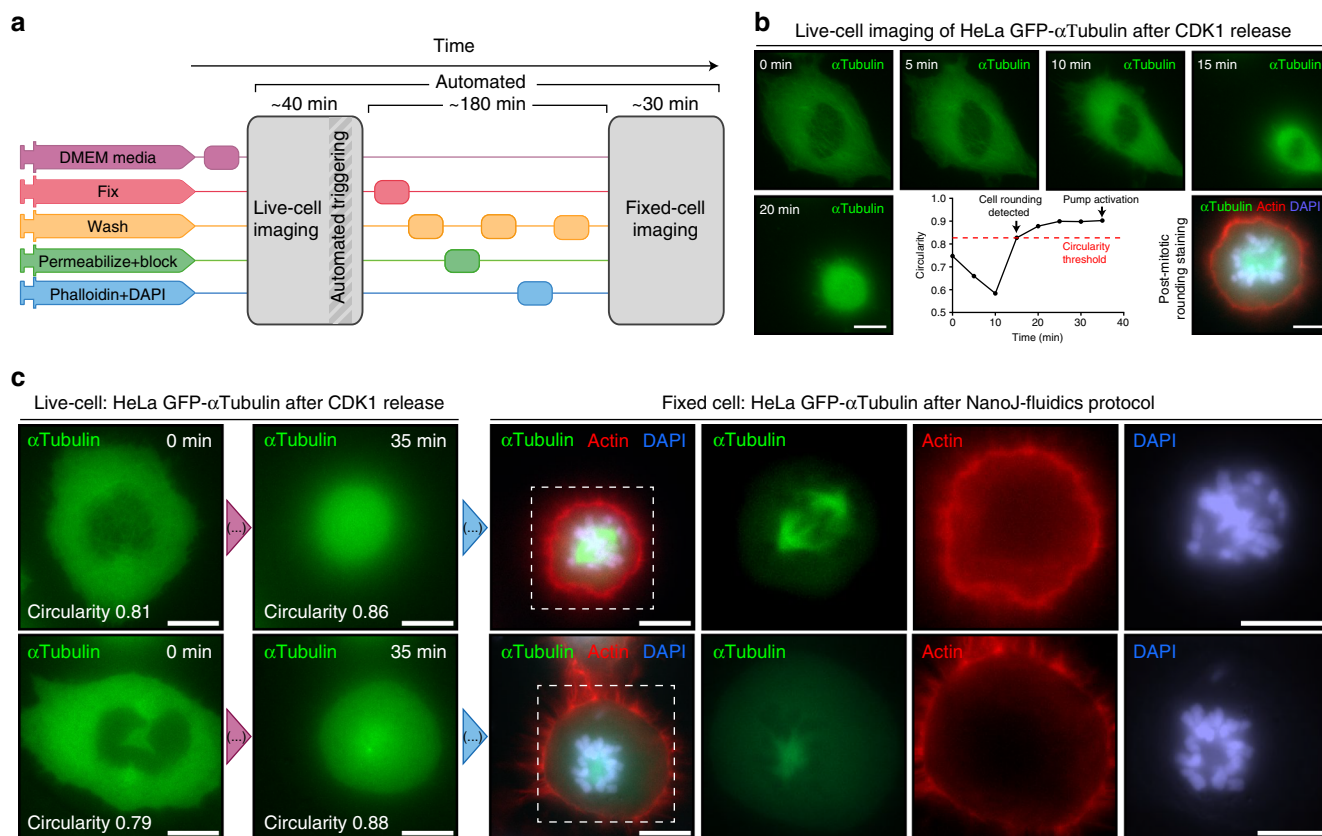 a
Time
Automated
~40 min
~180 min
~30 min
DMEM media
Fix
Wash
Permeabilize+block
Phalloidin+DAPI
Live-cell
imaging
Automated triggering
Fixed-cell
imaging
b
Live-cell imaging of HeLa GFP-αTubulin after CDK1 release
0 min αTubulin
5 min αTubulin
10 min αTubulin
15 min αTubulin
20 min αTubulin
Cell rounding
detected
Pump activation
Circularity
threshold
Circularity
1.0
0.9
0.8
0.7
0.6
0.5
0 10 20 30 40
Time (min)
Post-mitotic
rounding staining
αTubulin Actin DAPI
c
Live-cell: HeLa GFP-αTubulin after CDK1 release
Fixed cell: HeLa GFP-αTubulin after NanoJ-fluidics protocol
αTubulin 0 min
Circularity 0.81
(...)
αTubulin 35 min
Circularity 0.86
(...)
αTubulin Actin DAPI
αTubulin
Actin
DAPI
αTubulin 0 min
Circularity 0.79
(...)
αTubulin 35 min
Circularity 0.88
(...)
αTubulin Actin DAPI
αTubulin
Actin
DAPI